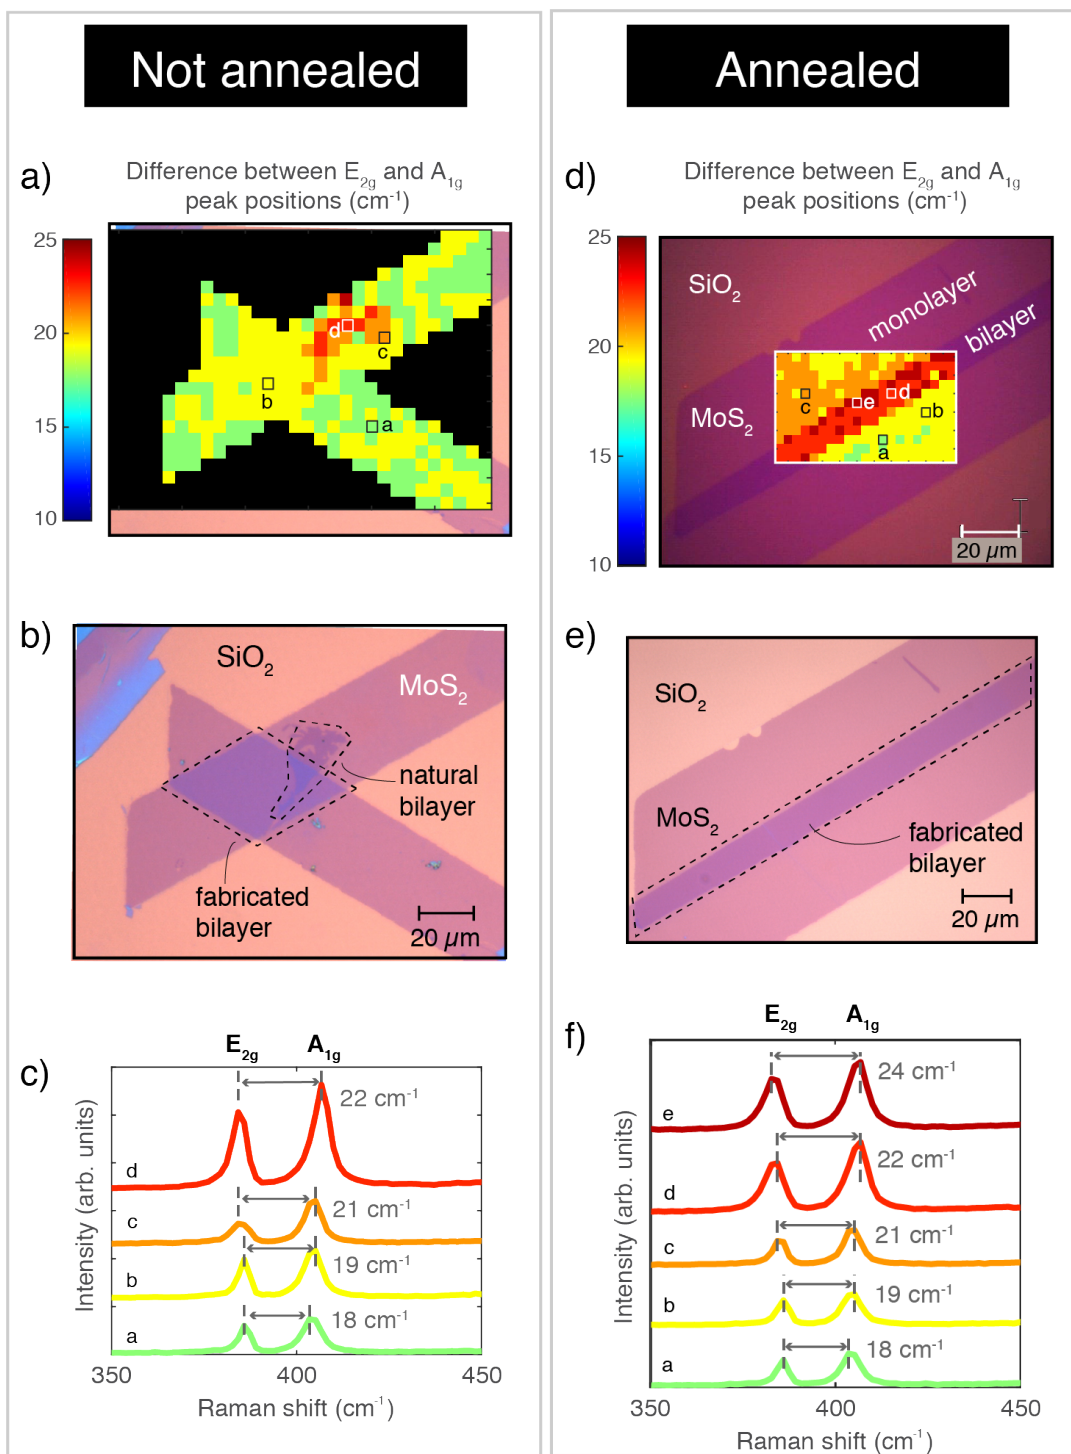 Not annealed
a)
Difference between E2g and A1g
peak positions (cm-1)
25
20
15
10
d
c
b
a
b)
SiO2
MoS2
natural
bilayer
fabricated
bilayer
20 µm
c)
E2g
A1g
22 cm-1
d
21 cm-1
c
19 cm-1
b
18 cm-1
a
Intensity (arb. units)
350
400
450
Raman shift (cm-1)
Annealed
d)
Difference between E2g and A1g
peak positions (cm-1)
25
20
15
10
SiO2
monolayer
bilayer
MoS2
c
e
d
b
a
20 µm
e)
SiO2
MoS2
fabricated
bilayer
20 µm
f)
E2g
A1g
24 cm-1
e
22 cm-1
d
21 cm-1
c
19 cm-1
b
18 cm-1
a
Intensity (arb. units)
350
400
450
Raman shift (cm-1)